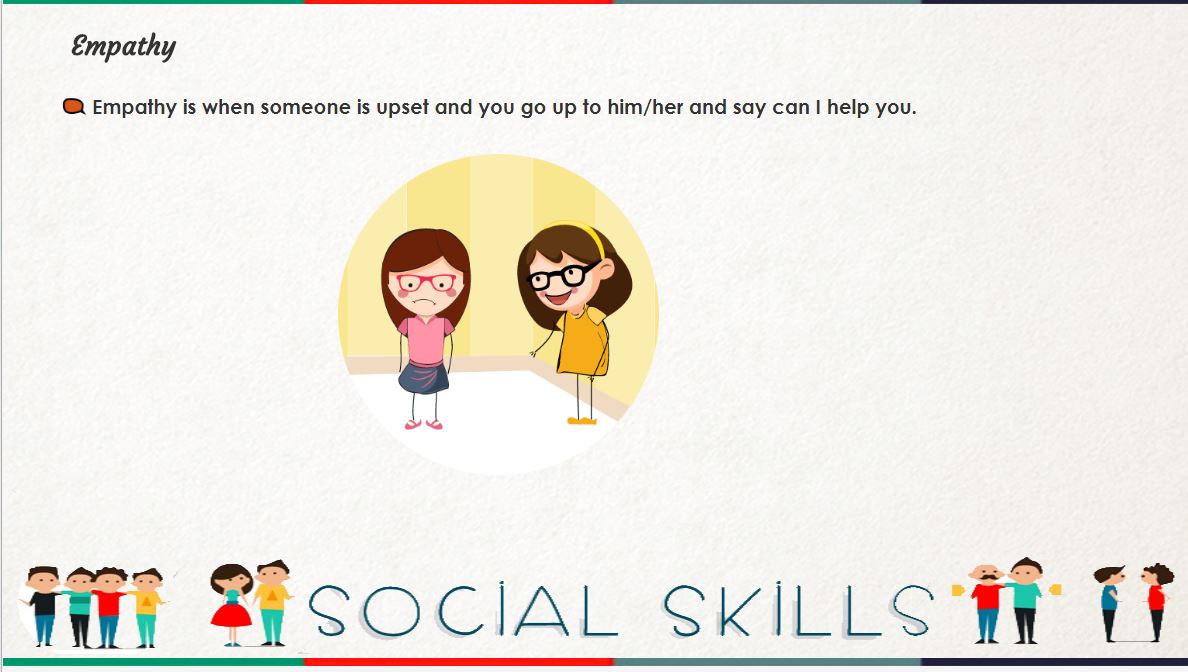 Empathy
Empathy is when someone is upset and you go up to him/her and say can I help you.
SOCIAL SKILLS